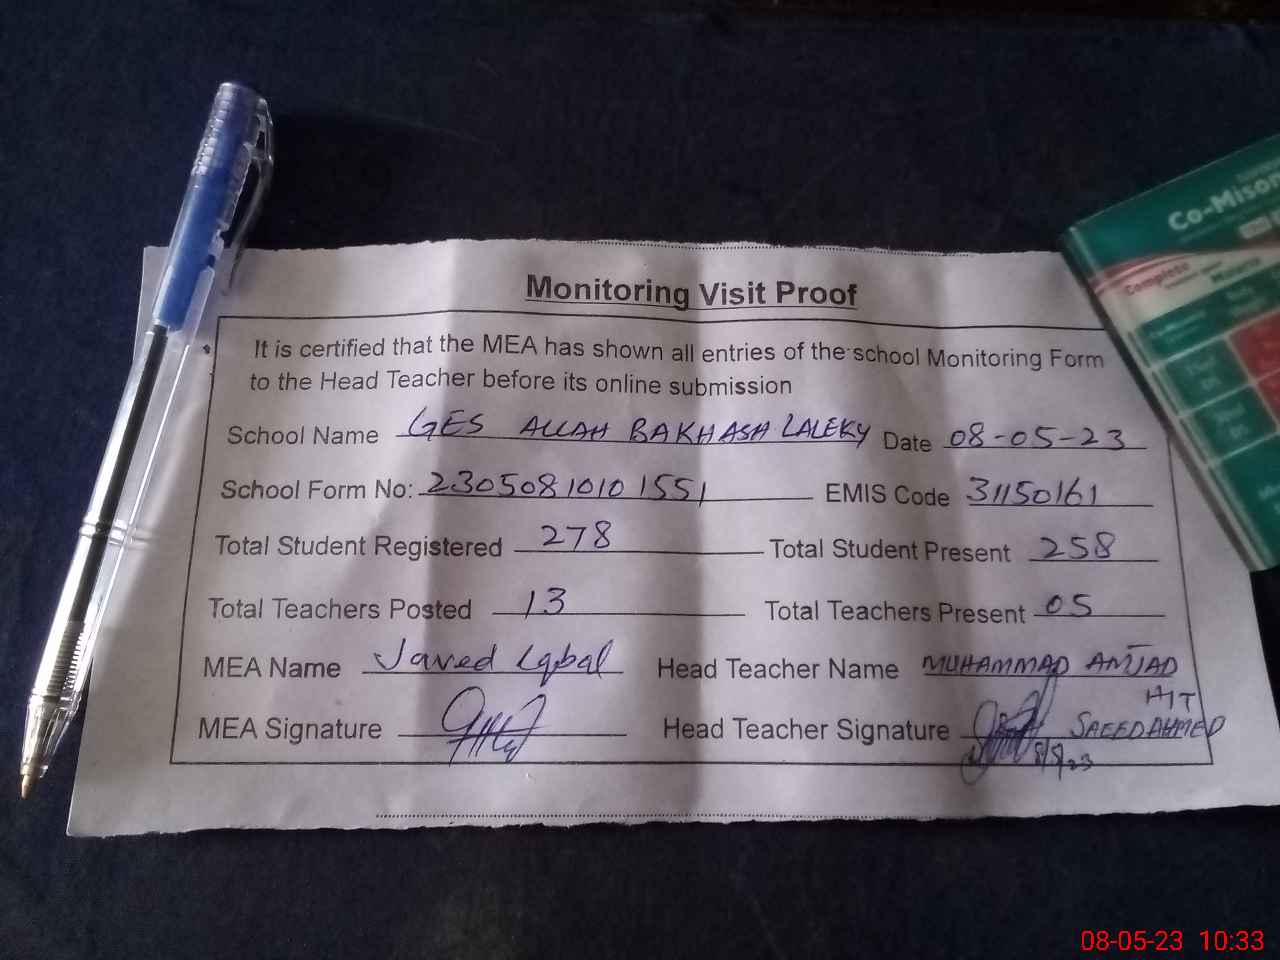 Monitoring Visit Proof
It is certified that the MEA has shown all entries of the school Monitoring Form
to the Head Teacher before its online submission
School Name GES ALLAH BAKHASH LALEKY Date 08-05-23
School Form No: 23050810101551 EMIS Code 31150161
Total Student Registered 278 Total Student Present 258
Total Teachers Posted 13 Total Teachers Present 05
MEA Name Javed Iqbal Head Teacher Name MUHAMMAD AMJAD
MEA Signature Head Teacher Signature SAEED AHMED
Co-Mison
Complete
08-05-23 10:33